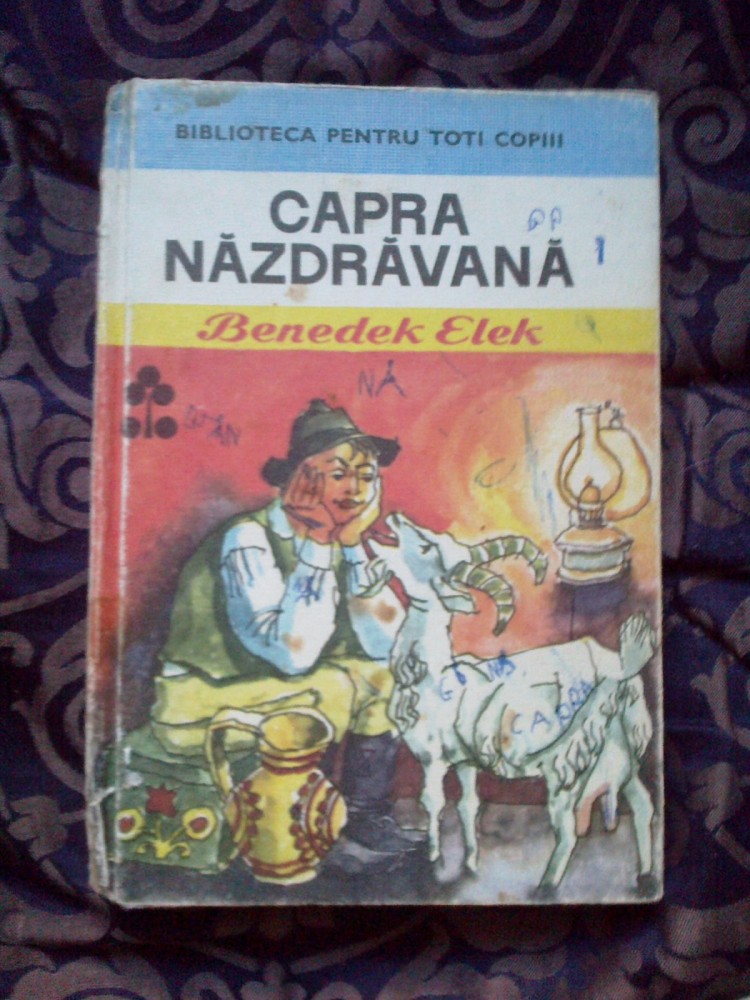 BIBLIOTECA PENTRU TOTI COPIII
CAPRA
NĂZDRĂVANĂ
Benedek Elek
NĂ
CAPRA